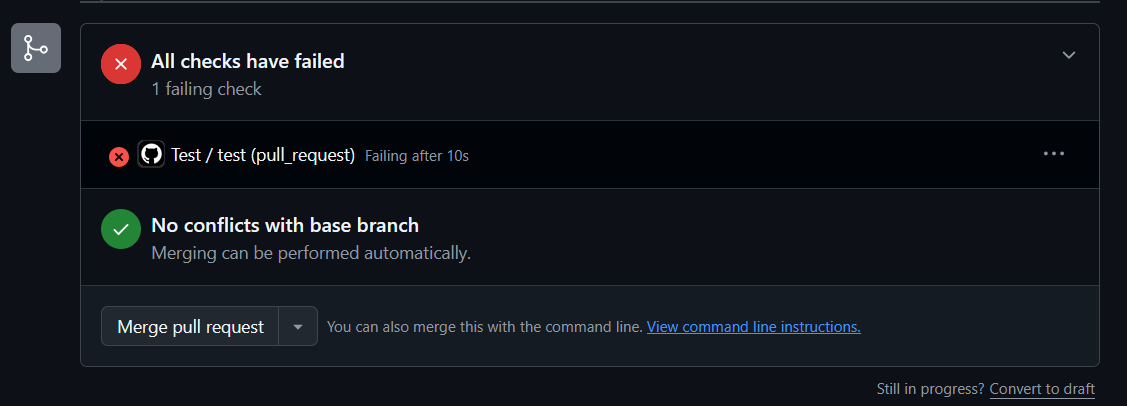 All checks have failed
1 failing check
Test / test (pull_request) Failing after 10s
No conflicts with base branch
Merging can be performed automatically.
Merge pull request You can also merge this with the command line. View command line instructions.
Still in progress? Convert to draft